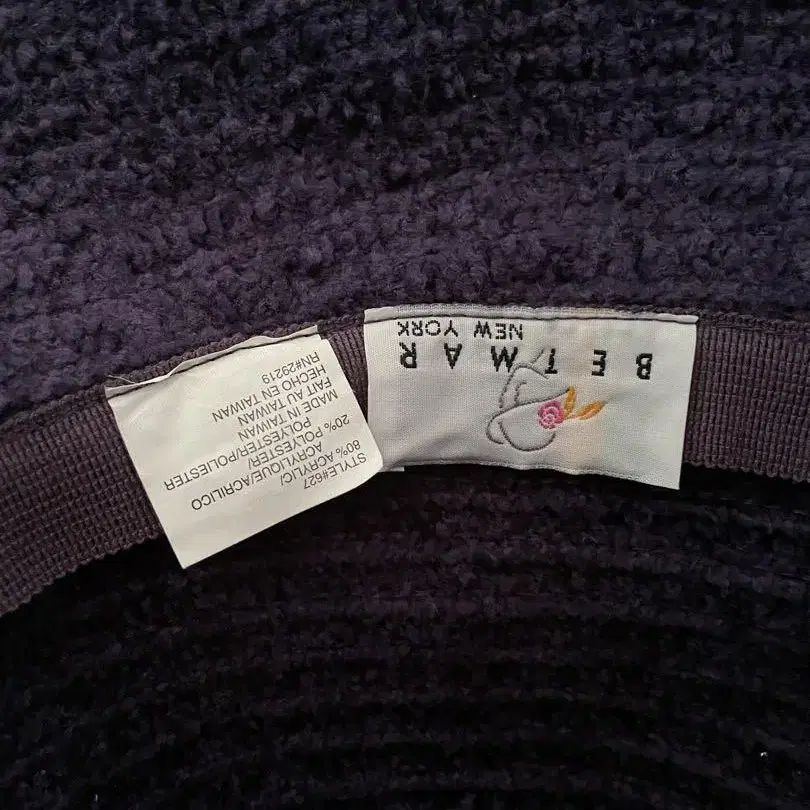 BETMAR
NEW YORK
STYLE#627
80% ACRYLIC/
ACRYLIQUE/ACRILICO
20% POLYESTER/
POLYESTER/POLIESTER
MADE IN TAIWAN
FAIT AU TAIWAN
HECHO EN TAIWAN
RN#29219